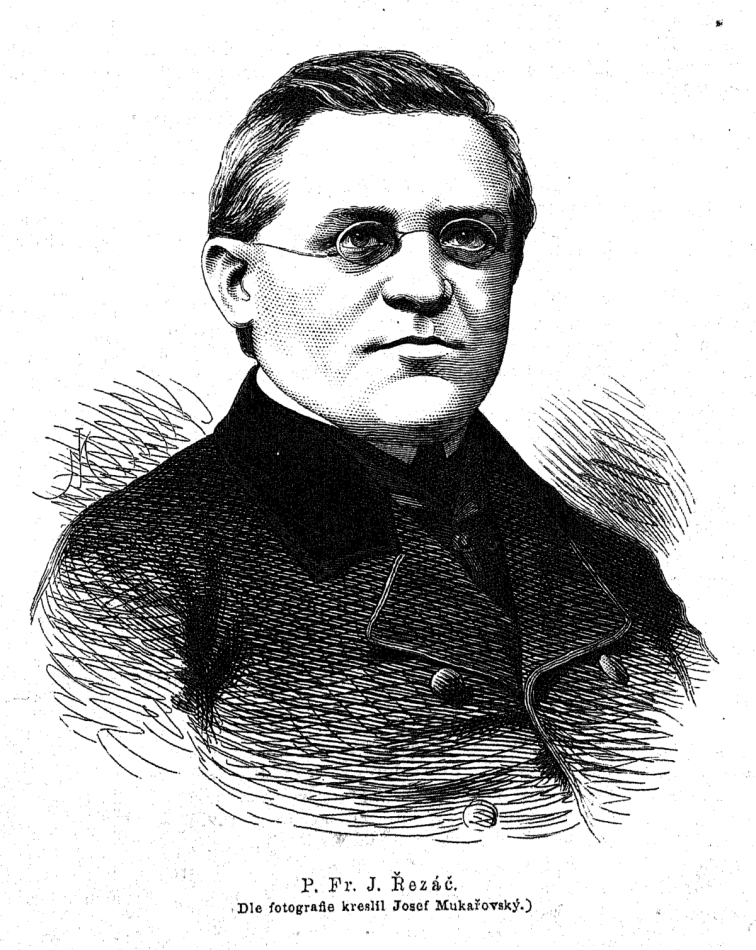 P. Fr. J. Řezáč.
Dle fotografie kreslil Josef Mukařovský.)